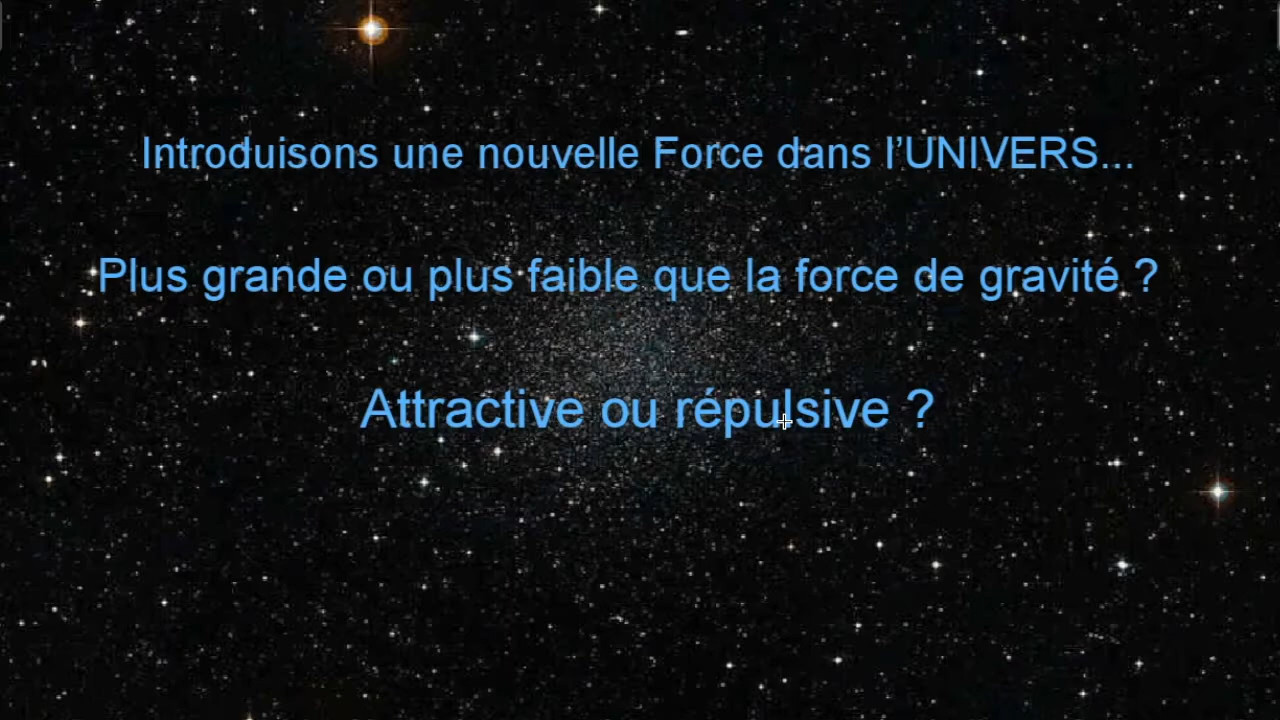 Introduisons une nouvelle Force dans l’UNIVERS...
Plus grande ou plus faible que la force de gravité ?
Attractive ou répulsive ?